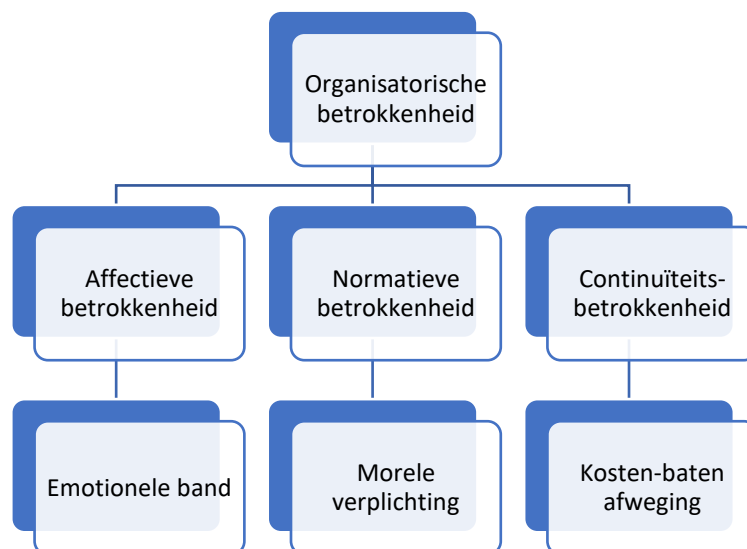 Organisatorische
betrokkenheid
Affectieve
betrokkenheid
Normatieve
betrokkenheid
Continuïteits-
betrokkenheid
Emotionele band
Morele
verplichting
Kosten-baten
afweging